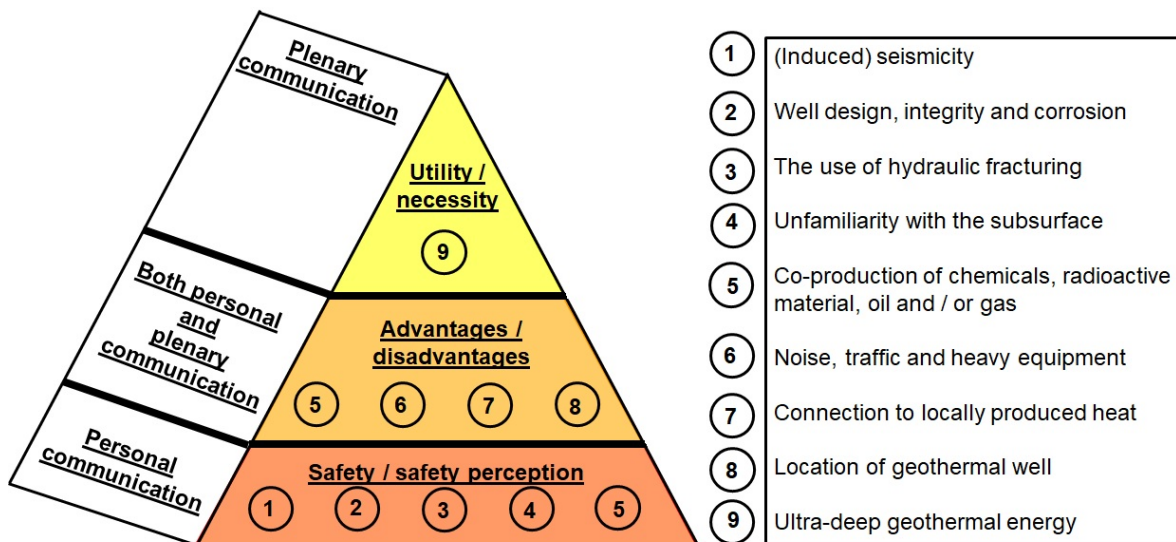 Plenary
communication
Both personal
and
plenary
communication
Personal
communication
Utility /
necessity
9
Advantages /
disadvantages
5 6 7 8
Safety / safety perception
1 2 3 4 5
1 (Induced) seismicity
2 Well design, integrity and corrosion
3 The use of hydraulic fracturing
4 Unfamiliarity with the subsurface
5 Co-production of chemicals, radioactive
material, oil and / or gas
6 Noise, traffic and heavy equipment
7 Connection to locally produced heat
8 Location of geothermal well
9 Ultra-deep geothermal energy